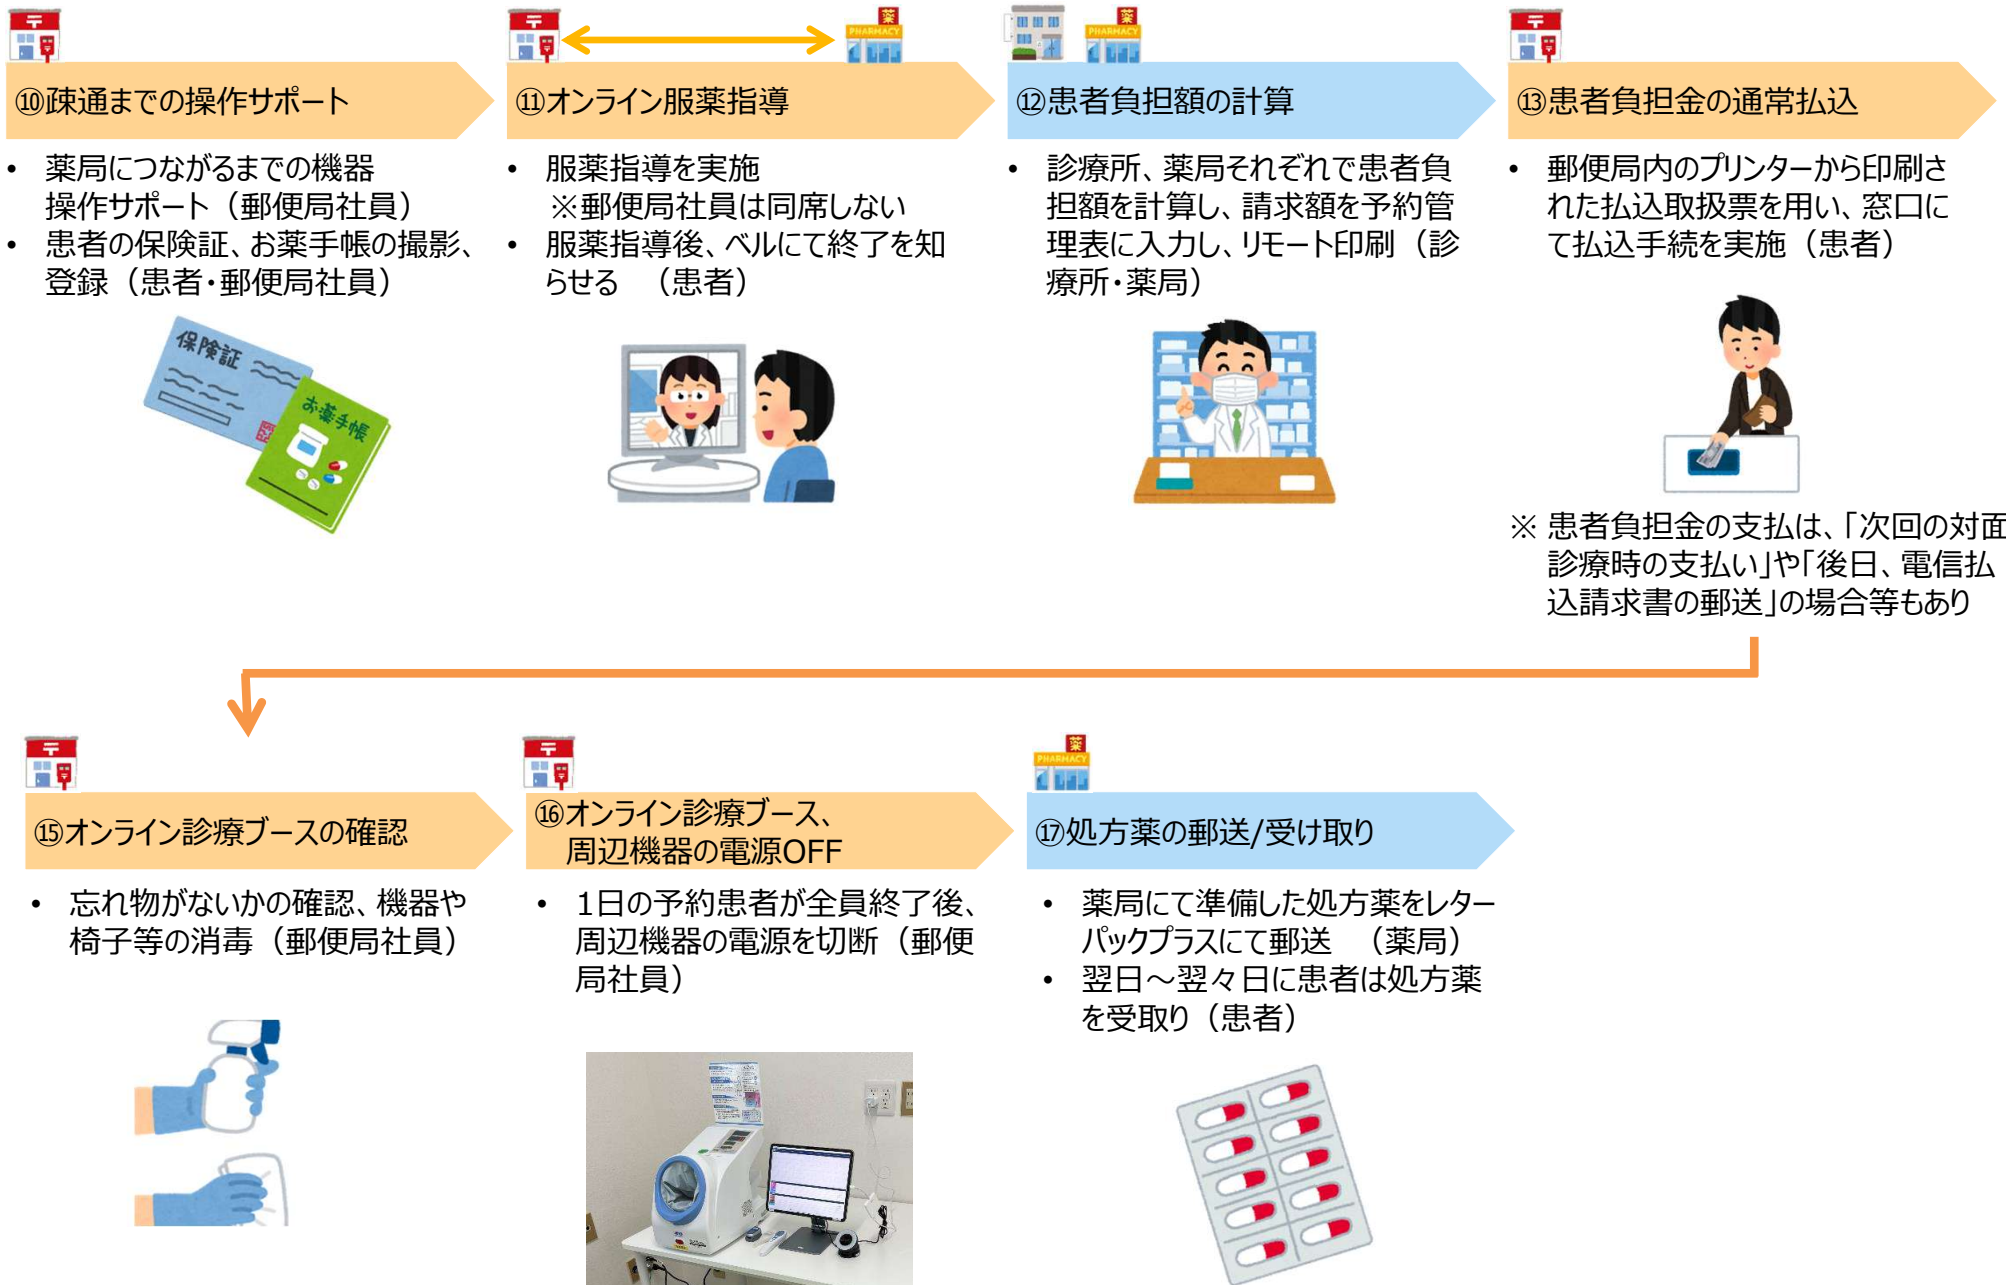 薬
PHARMACY
薬
PHARMACY
⑩疎通までの操作サポート
• 薬局につながるまでの機器
操作サポート（郵便局社員）
• 患者の保険証、お薬手帳の撮影、
登録（患者・郵便局社員）
保険証
お薬手帳
⑪オンライン服薬指導
• 服薬指導を実施
※郵便局社員は同席しない
• 服薬指導後、ベルにて終了を知
らせる　（患者）
⑫患者負担額の計算
• 診療所、薬局それぞれで患者負
担額を計算し、請求額を予約管
理表に入力し、リモート印刷（診
療所・薬局）
⑬患者負担金の通常払込
• 郵便局内のプリンターから印刷さ
れた払込取扱票を用い、窓口に
て払込手続を実施（患者）
※ 患者負担金の支払は、「次回の対面
診療時の支払い」や「後日、電信払
込請求書の郵送」の場合等もあり
⑮オンライン診療ブースの確認
• 忘れ物がないかの確認、機器や
椅子等の消毒（郵便局社員）
⑯オンライン診療ブース、
周辺機器の電源OFF
• 1日の予約患者が全員終了後、
周辺機器の電源を切断（郵便
局社員）
薬
PHARMACY
⑰処方薬の郵送/受け取り
• 薬局にて準備した処方薬をレター
パックプラスにて郵送　（薬局）
• 翌日～翌々日に患者は処方薬
を受取り（患者）